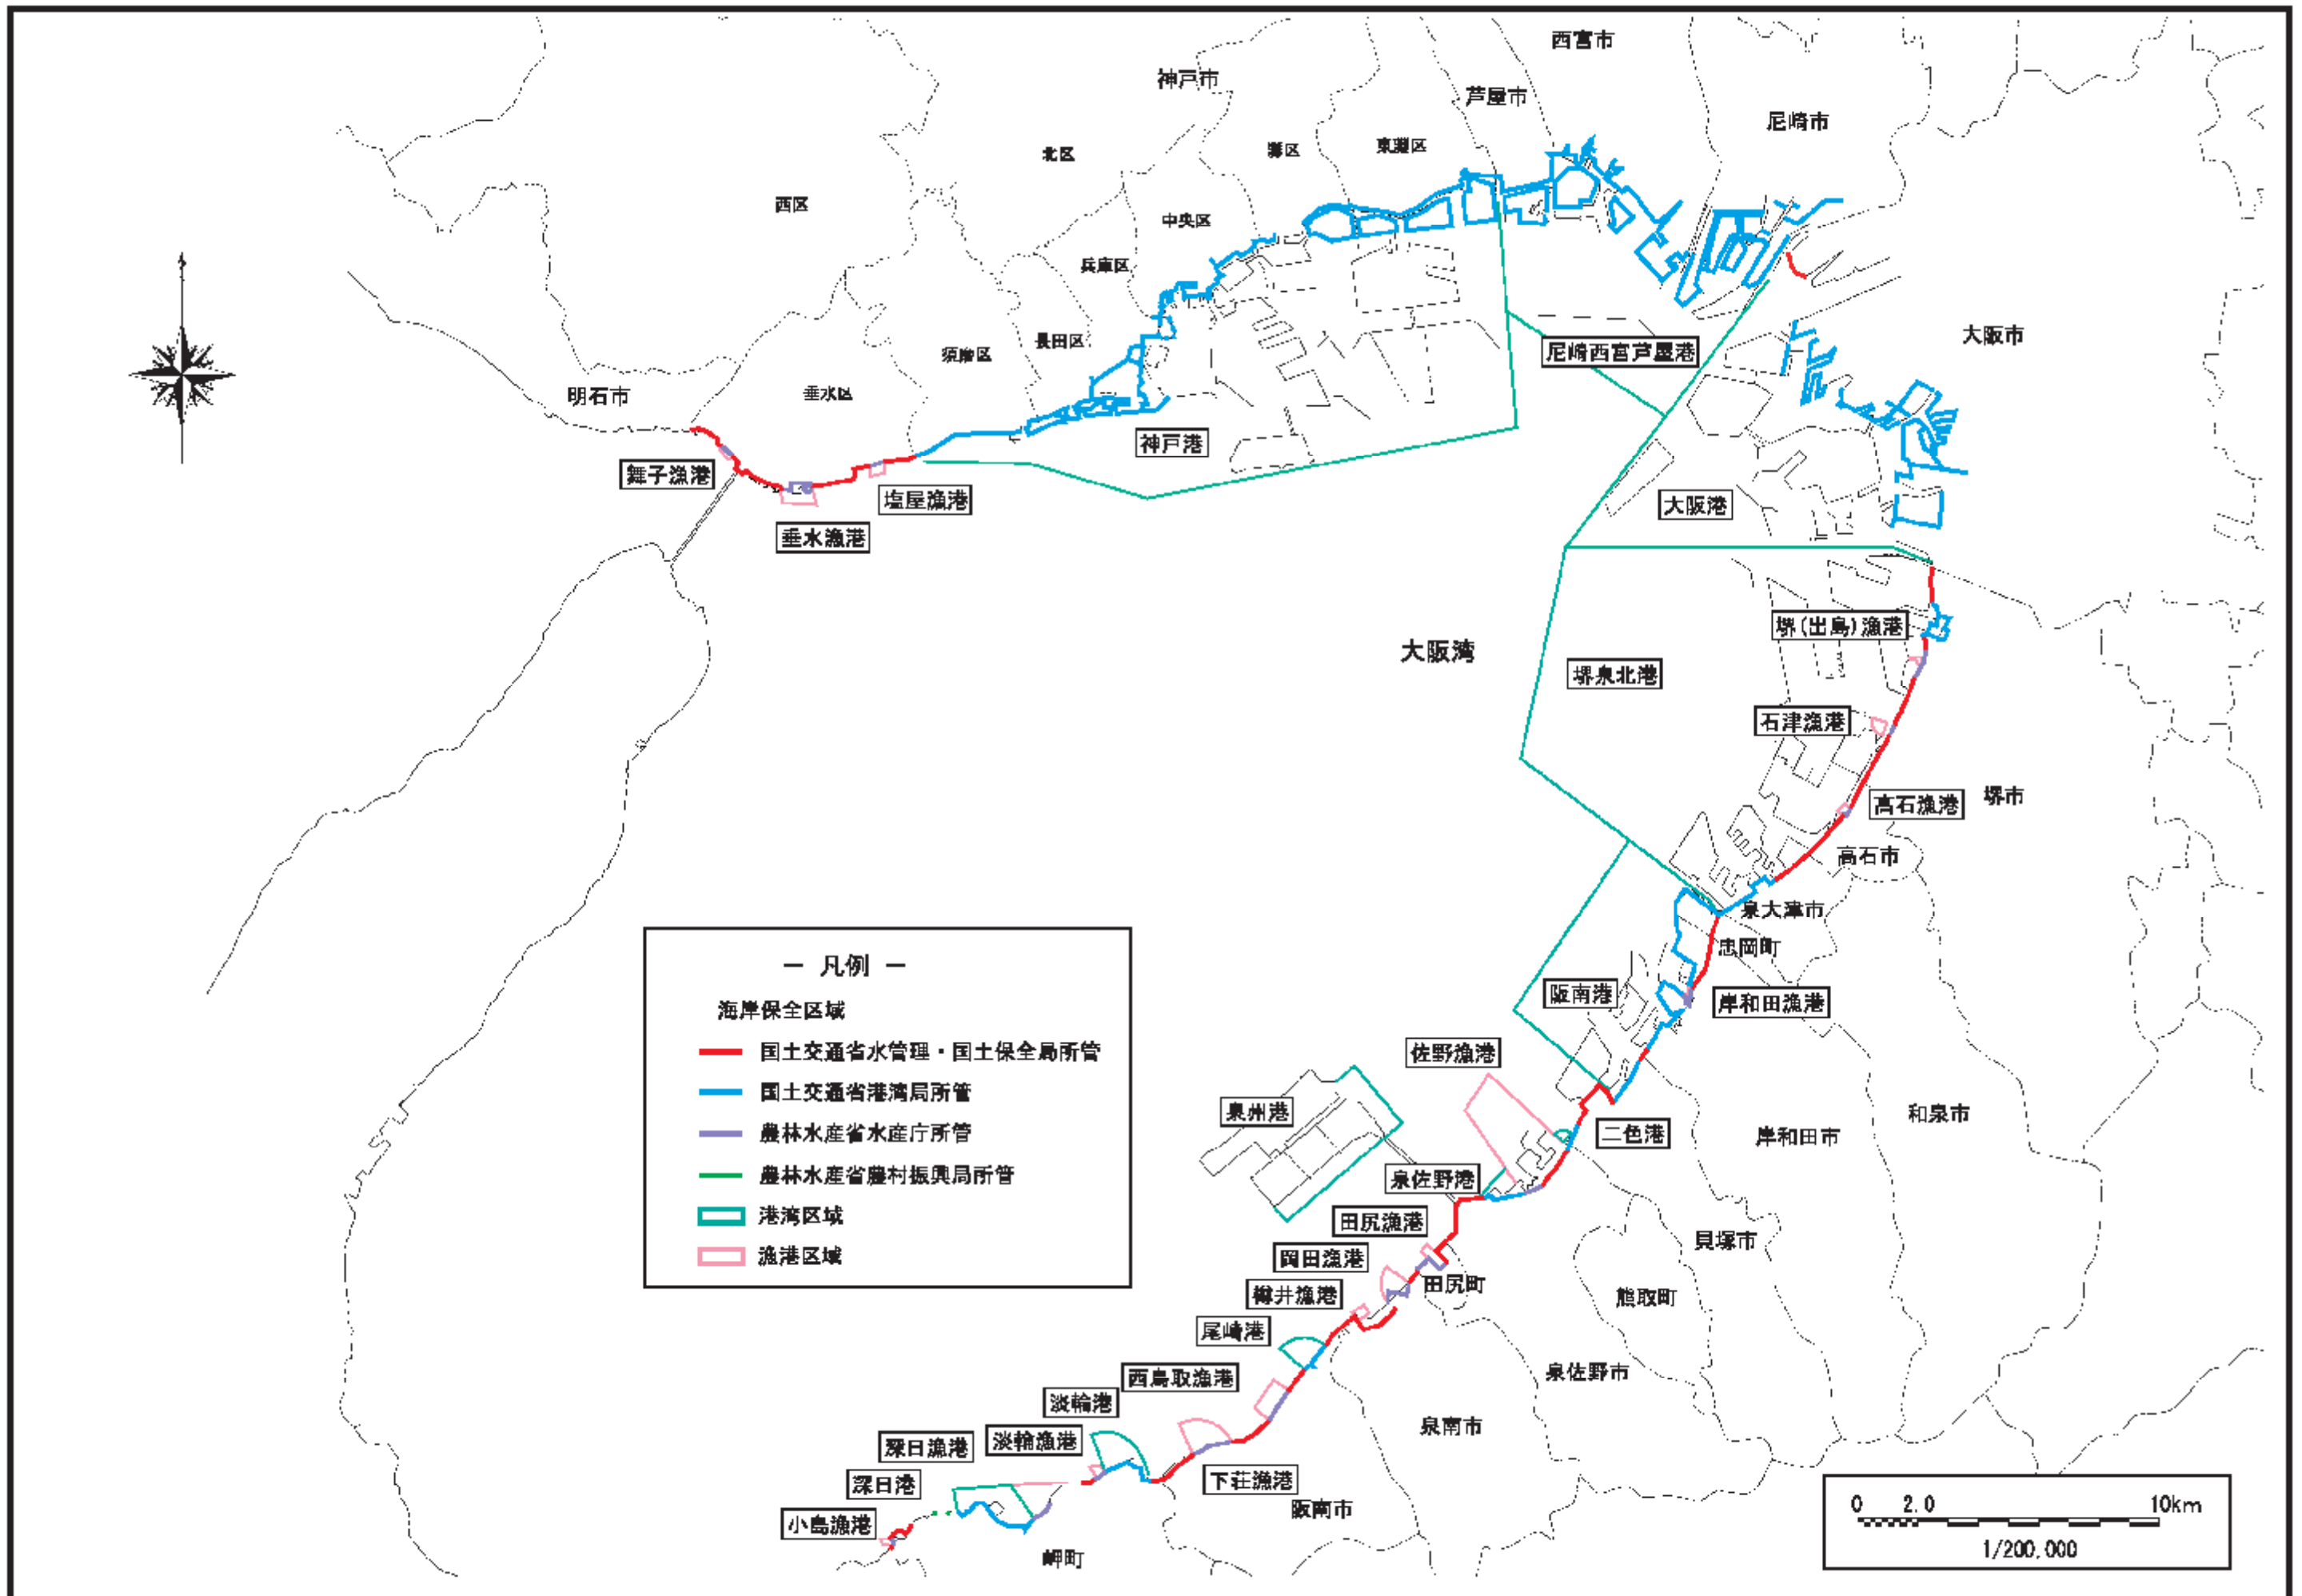 西宮市
神戸市
芦屋市
尼崎市
北区
灘区
東灘区
西区
中央区
兵庫区
長田区
須磨区
垂水区
明石市
大阪市
尼崎西宮芦屋港
神戸港
舞子漁港
塩屋漁港
垂水漁港
大阪港
堺(出島)漁港
大阪湾
堺泉北港
石津漁港
高石漁港
堺市
高石市
泉大津市
忠岡町
阪南港
岸和田漁港
佐野漁港
泉州港
二色港
岸和田市
和泉市
泉佐野港
田尻漁港
岡田漁港
樽井漁港
田尻町
貝塚市
熊取町
尾崎港
西鳥取漁港
泉佐野市
淡輪港
泉南市
深日漁港
淡輪漁港
深日港
下荘漁港
小島漁港
阪南市
岬町
― 凡例 ―
海岸保全区域
国土交通省水管理・国土保全局所管
国土交通省港湾局所管
農林水産省水産庁所管
農林水産省農村振興局所管
港湾区域
漁港区域
0 2.0 10km
1/200,000